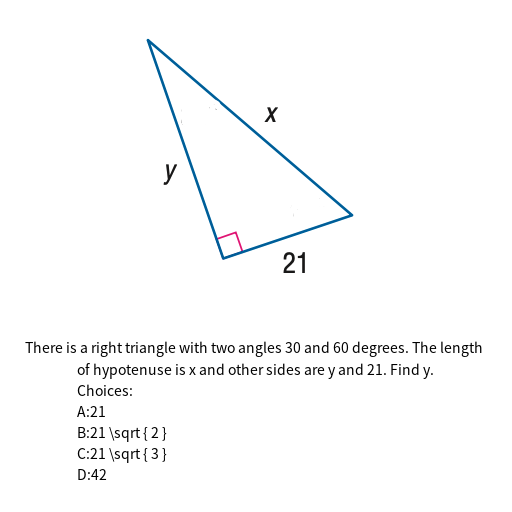 x
y
21
There is a right triangle with two angles 30 and 60 degrees. The length
of hypotenuse is x and other sides are y and 21. Find y.
Choices:
A:21
B:21 \sqrt { 2 }
C:21 \sqrt { 3 }
D:42